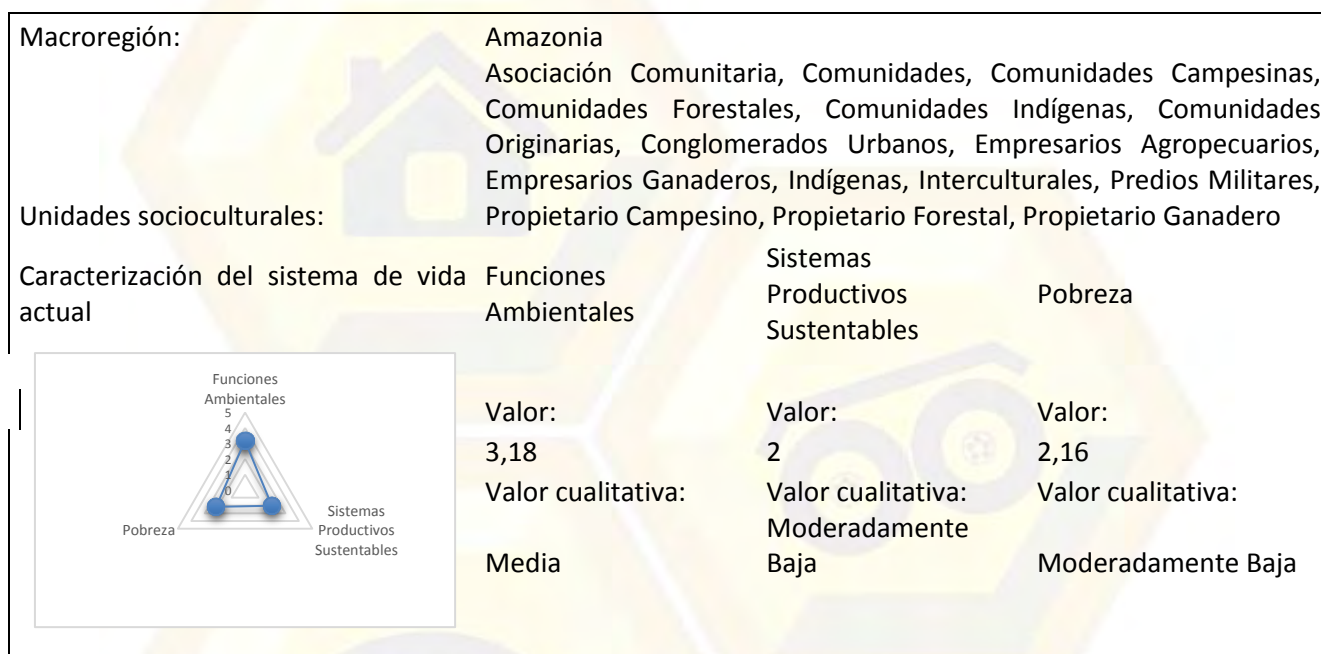 Macroregión: Amazonia
Asociación Comunitaria, Comunidades, Comunidades Campesinas,
Comunidades Forestales, Comunidades Indígenas, Comunidades
Originarias, Conglomerados Urbanos, Empresarios Agropecuarios,
Empresarios Ganaderos, Indígenas, Interculturales, Predios Militares,
Unidades socioculturales: Propietario Campesino, Propietario Forestal, Propietario Ganadero
Caracterización del sistema de vida
actual
Funciones
Ambientales
Sistemas
Productivos
Sustentables
Pobreza
Funciones
Ambientales
5
4
3
2
1
0
Pobreza
Sistemas
Productivos
Sustentables
Valor: Valor: Valor:
3,18 2 2,16
Valor cualitativa: Valor cualitativa: Valor cualitativa:
Moderadamente
Media Baja Moderadamente Baja